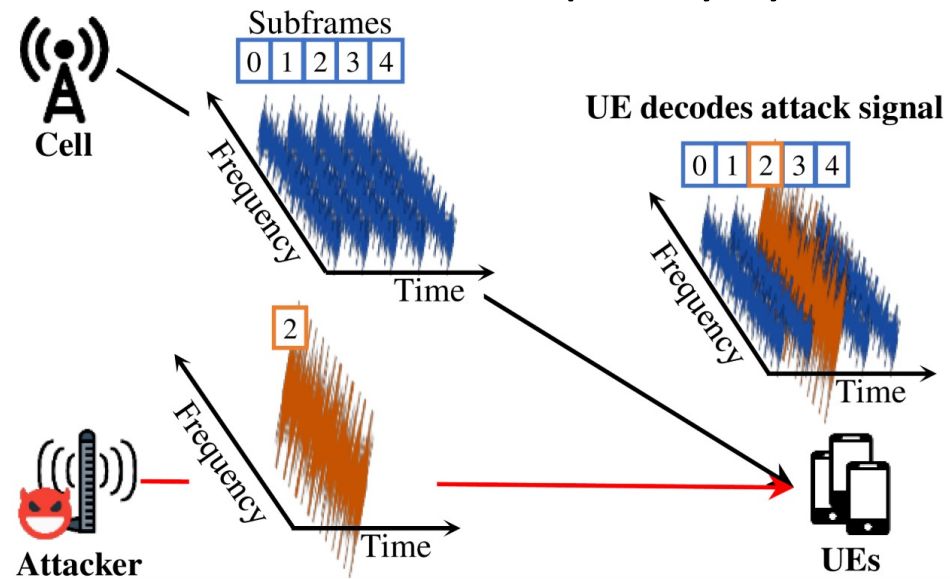 Subframes
0 1 2 3 4
Cell
Frequency
Time
UE decodes attack signal
0 1 2 3 4
Frequency
Time
2
Frequency
Time
Attacker
UEs